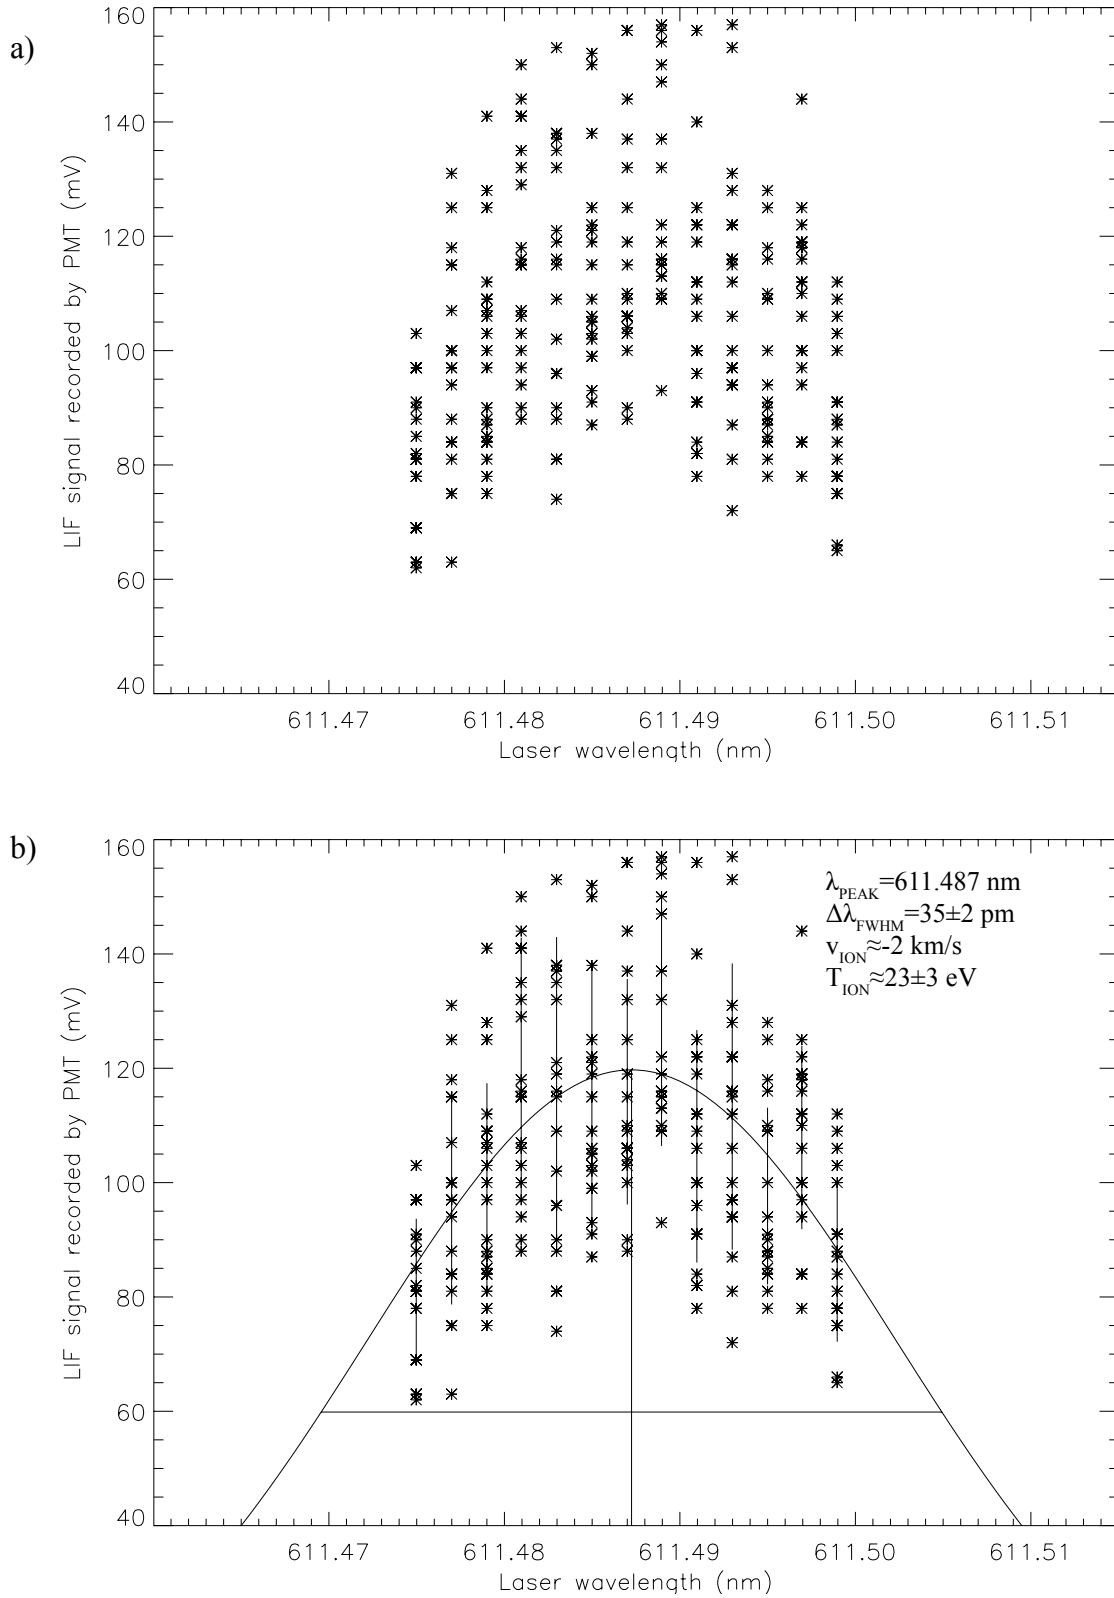 a)
160
140
120
100
80
60
40
LIF signal recorded by PMT (mV)
611.47 611.48 611.49 611.50 611.51
Laser wavelength (nm)
b)
160
140
120
100
80
60
40
LIF signal recorded by PMT (mV)
λPEAK=611.487 nm
ΔλFWHM=35±2 pm
vION≈-2 km/s
TION≈23±3 eV
611.47 611.48 611.49 611.50 611.51
Laser wavelength (nm)